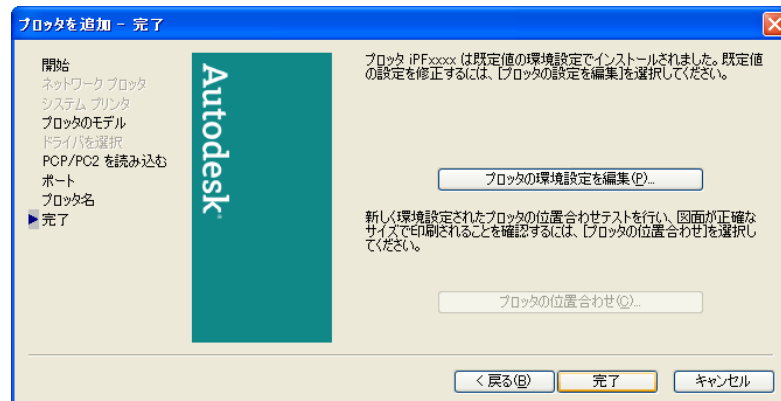 プロッタを追加 - 完了
開始
ネットワーク プロッタ
システム プリンタ
プロッタのモデル
ドライバを選択
PCP/PC2 を読み込む
ポート
プロッタ名
完了
Autodesk
プロッタ iPFxxxx は既定値の環境設定でインストールされました。既定値
の設定を修正するには、[プロッタの設定を編集]を選択してください。
プロッタの環境設定を編集(P)...
新しく環境設定されたプロッタの位置合わせテストを行い、図面が正確な
サイズで印刷されることを確認するには、[プロッタの位置合わせ]を選択し
てください。
プロッタの位置合わせ(C)...
< 戻る(B)
完了
キャンセル